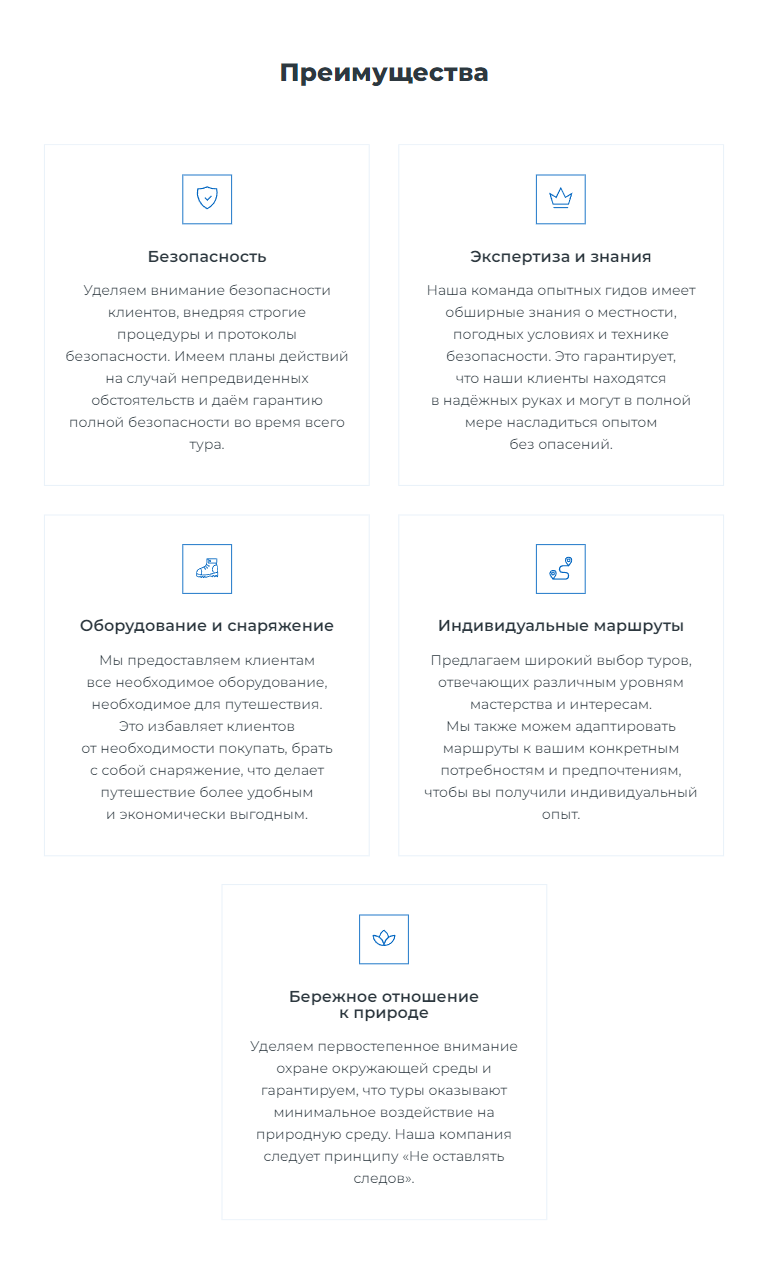 Преимущества
Безопасность
Уделяем внимание безопасности
клиентов, внедряя строгие
процедуры и протоколы
безопасности. Имеем планы действий
на случай непредвиденных
обстоятельств и даём гарантию
полной безопасности во время всего
тура.
Экспертиза и знания
Наша команда опытных гидов имеет
обширные знания о местности,
погодных условиях и технике
безопасности. Это гарантирует,
что наши клиенты находятся
в надёжных руках и могут в полной
мере насладиться опытом
без опасений.
Оборудование и снаряжение
Мы предоставляем клиентам
все необходимое оборудование,
необходимое для путешествия.
Это избавляет клиентов
от необходимости покупать, брать
с собой снаряжение, что делает
путешествие более удобным
и экономически выгодным.
Индивидуальные маршруты
Предлагаем широкий выбор туров,
отвечающих различным уровням
мастерства и интересам.
Мы также можем адаптировать
маршруты к вашим конкретным
потребностям и предпочтениям,
чтобы вы получили индивидуальный
опыт.
Бережное отношение
к природе
Уделяем первостепенное внимание
охране окружающей среды и
гарантируем, что туры оказывают
минимальное воздействие на
природную среду. Наша компания
следует принципу «Не оставлять
следов».